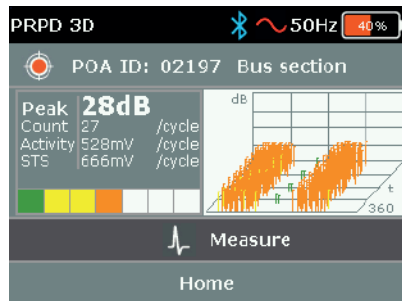 PRPD 3D 50Hz 40%
POA ID: 02197 Bus section
Peak 28dB
Count 27 /cycle
Activity 528mV /cycle
STS 666mV /cycle
dB
t
360
Measure
Home